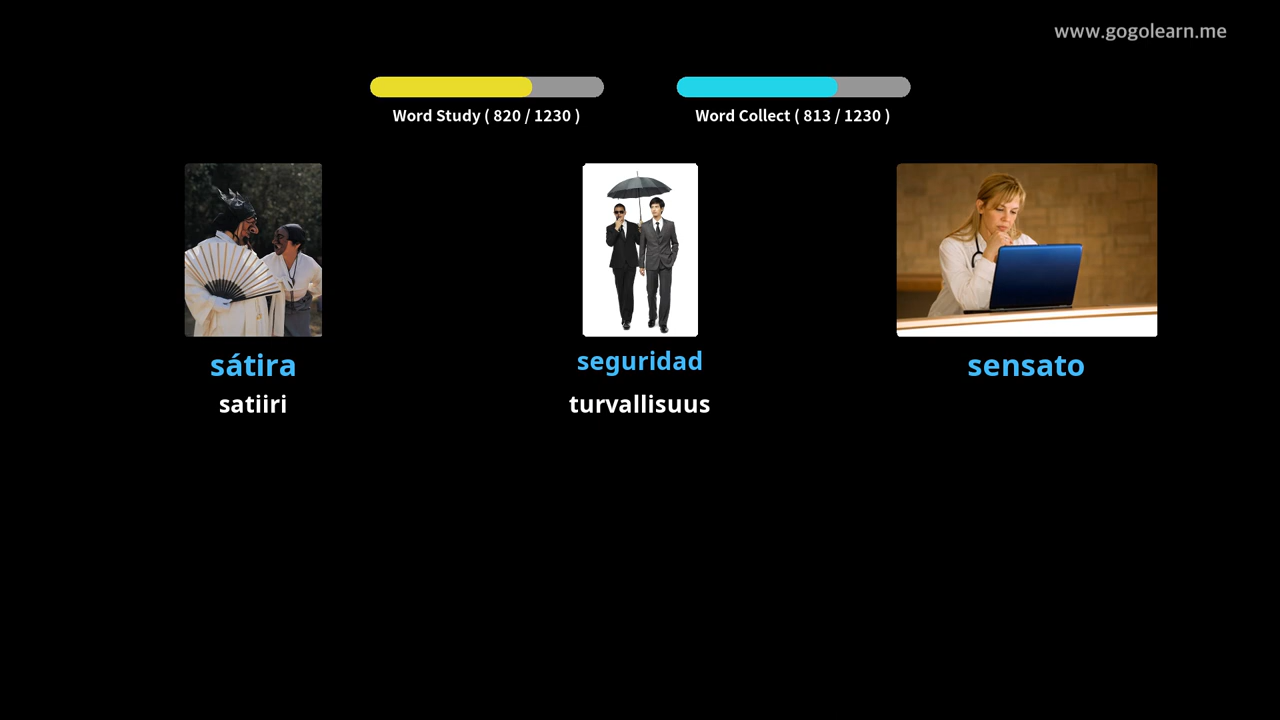 www.gogolearn.me
Word Study ( 820 / 1230 )
Word Collect ( 813 / 1230 )
sátira
satiiri
seguridad
turvallisuus
sensato